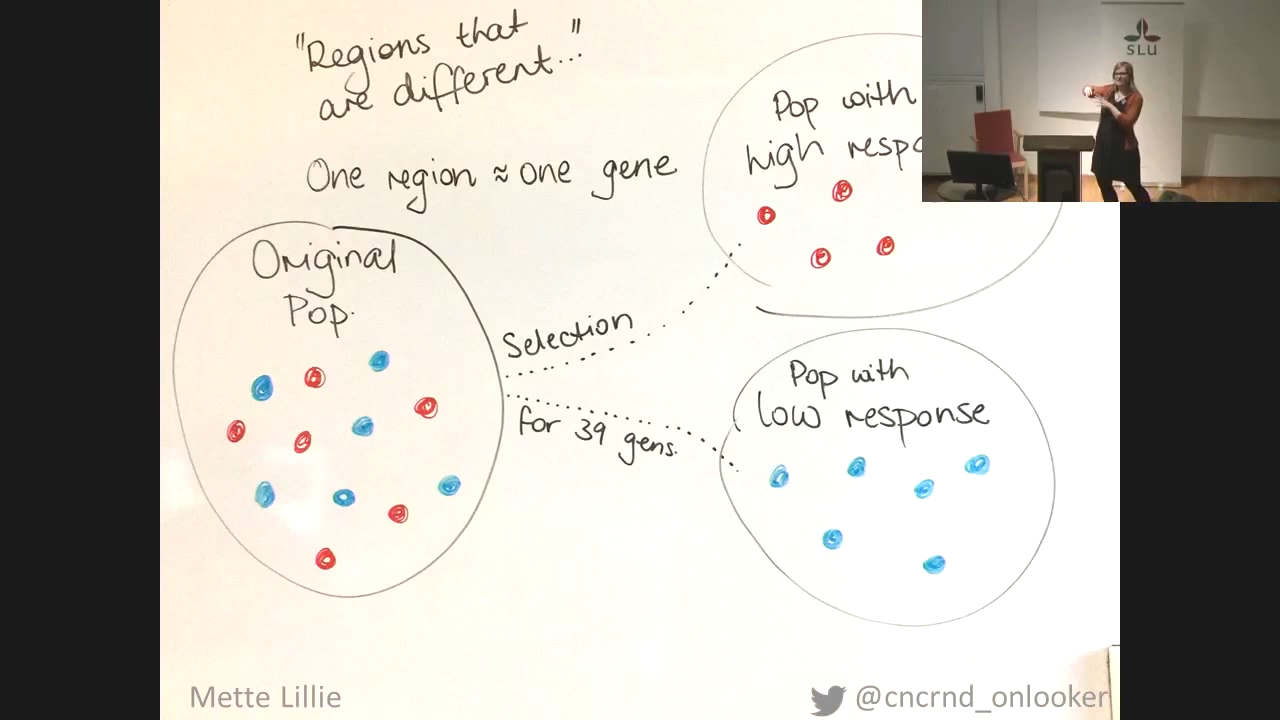 "Regions that
are different..."
One region ≈ one gene
Original
Pop.
Selection
for 39 gens.
Pop with
high respo
Pop with
low response
SLU
Mette Lillie
@cncrnd_onlooker